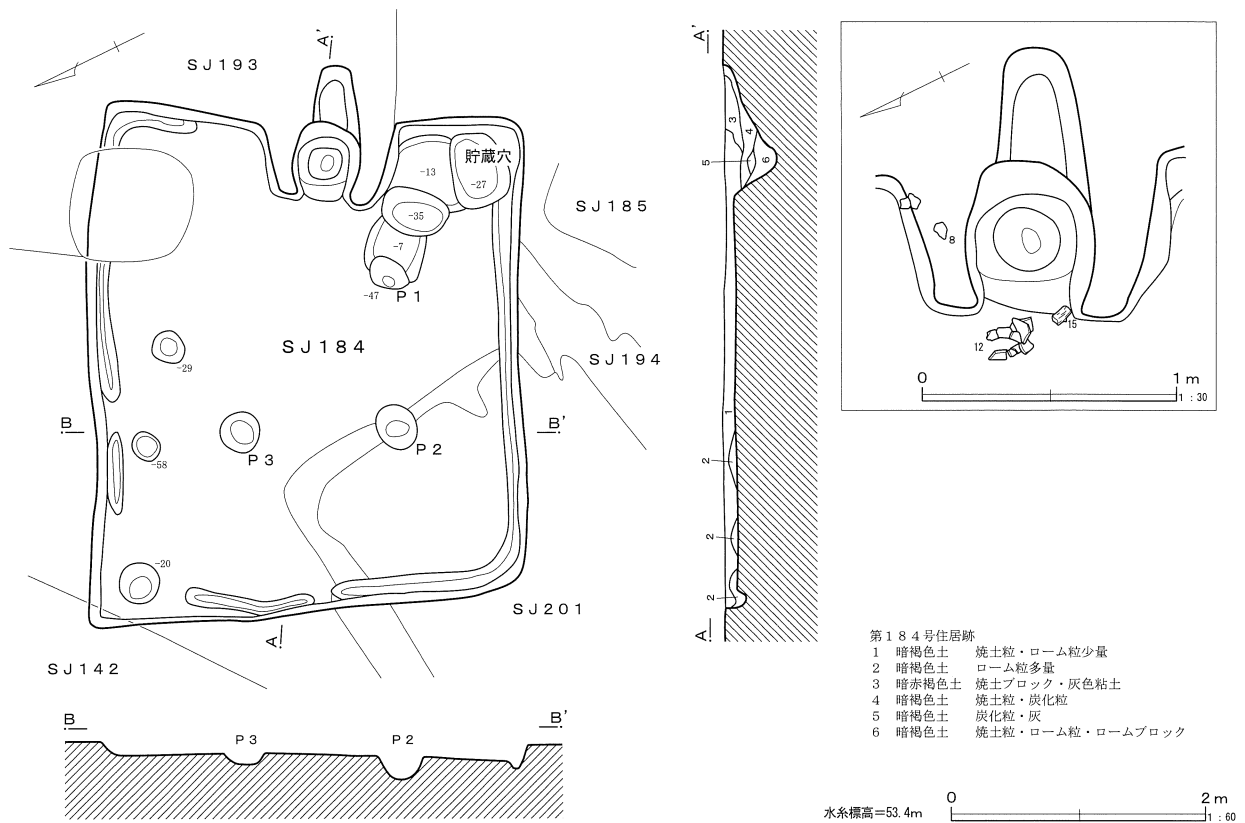 A'
SJ193
貯蔵穴
-13
-27
-35
-7
-47
P1
SJ185
SJ184
SJ194
-29
B
B'
P3
P2
-58
-20
A
SJ201
SJ142
B
B'
P3
P2
A'
3
4
5
6
1
2
2
2
A
8
15
12
0
1m
1:30
第184号住居跡
1 暗褐色土 焼土粒・ローム粒少量
2 暗褐色土 ローム粒多量
3 暗赤褐色土 焼土ブロック・灰色粘土
4 暗褐色土 焼土粒・炭化粒
5 暗褐色土 炭化粒・灰
6 暗褐色土 焼土粒・ローム粒・ロームブロック
水糸標高=53.4m
0
2m
1:60